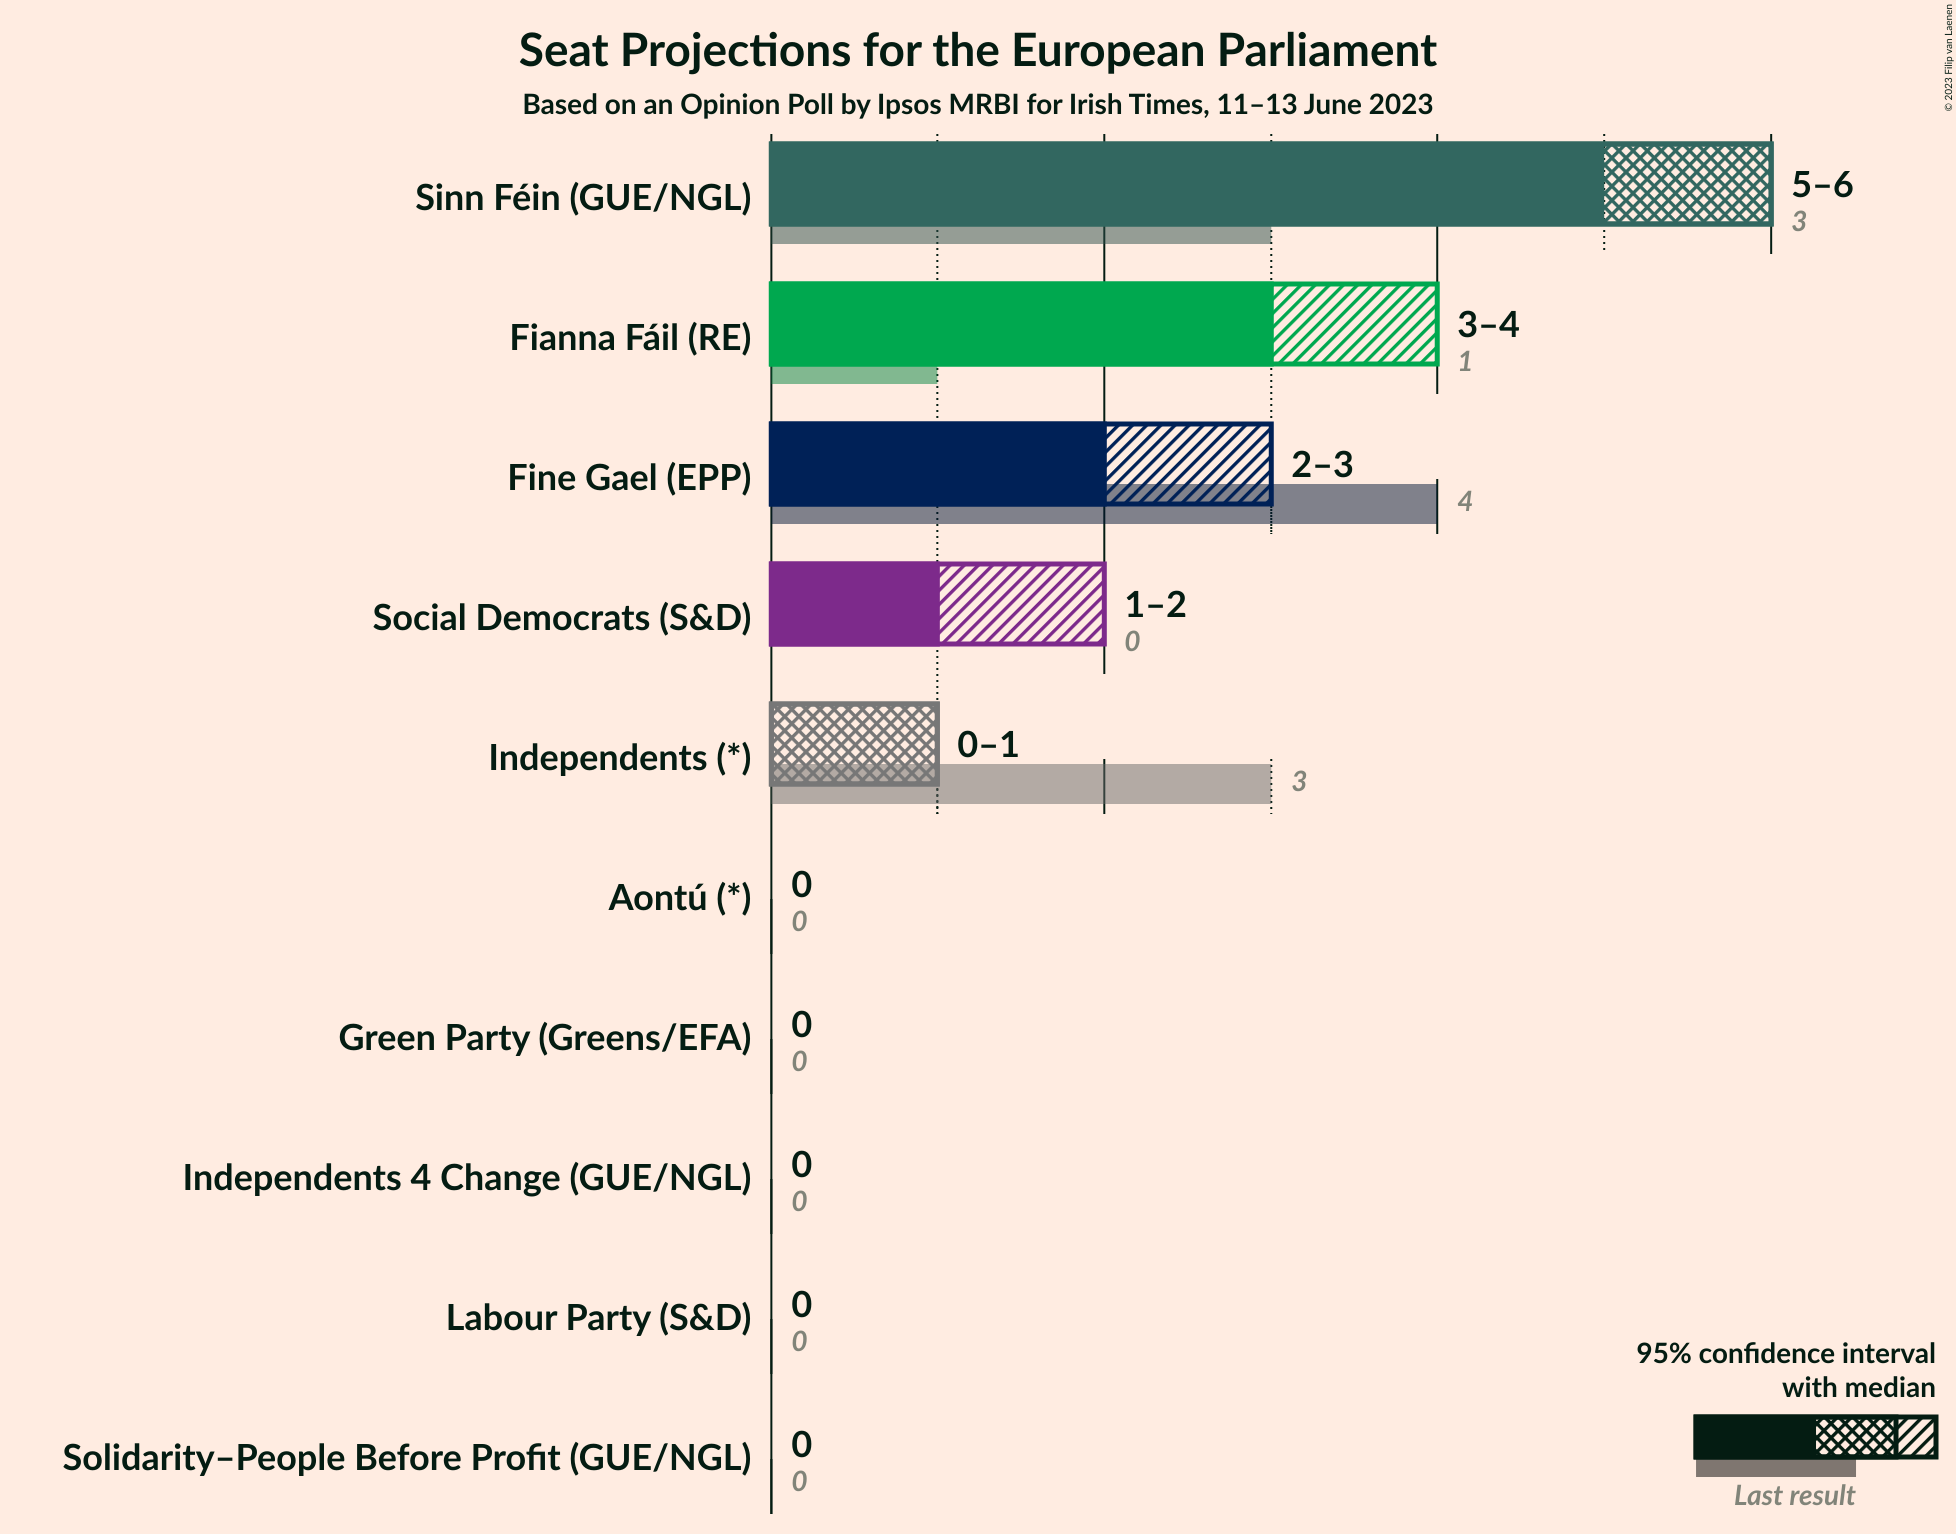 Seat Projections for the European Parliament
Based on an Opinion Poll by Ipsos MRBI for Irish Times, 11–13 June 2023
© 2023 Filip van Laenen
Sinn Féin (GUE/NGL)
5–6
3
Fianna Fáil (RE)
3–4
1
Fine Gael (EPP)
2–3
4
Social Democrats (S&D)
1–2
0
Independents (*)
0–1
3
Aontú (*)
0
0
Green Party (Greens/EFA)
0
0
Independents 4 Change (GUE/NGL)
0
0
Labour Party (S&D)
0
0
Solidarity–People Before Profit (GUE/NGL)
0
0
95% confidence interval
with median
Last result